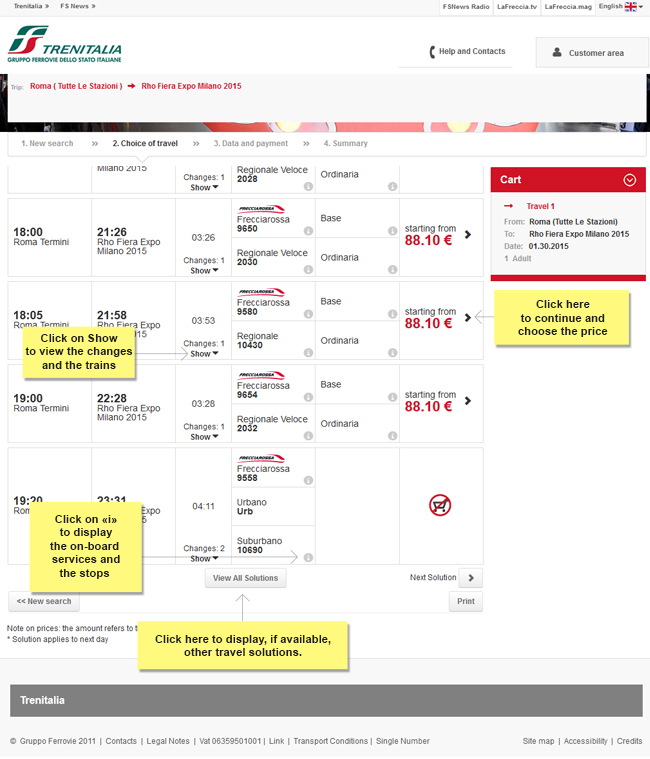 Trenitalia » FS News »
FSNews Radio LaFreccia.tv LaFreccia.mag English
TRENITALIA
GRUPPO FERROVIE DELLO STATO ITALIANE
Help and Contacts
Customer area
Trip: Roma ( Tutte Le Stazioni ) Rho Fiera Expo Milano 2015
1. New search » 2. Choice of travel » 3. Data and payment » 4. Summary
Milano 2015
Changes: 1
Show
Regionale Veloce
2028
Ordinaria
18:00
Roma Termini
21:26
Rho Fiera Expo
Milano 2015
03:26
Changes: 1
Show
FRECCIAROSSA
Frecciarossa
9650
Base
Regionale Veloce
2030
Ordinaria
starting from
88.10 €
18:05
Roma Termini
21:58
Rho Fiera Expo
03:53
Changes: 1
Show
FRECCIAROSSA
Frecciarossa
9580
Base
Regionale
10430
Ordinaria
starting from
88.10 €
Click on Show
to view the changes
and the trains
Click here
to continue and
choose the price
19:00
Roma Termini
22:28
Rho Fiera Expo
Milano 2015
03:28
Changes: 1
Show
FRECCIAROSSA
Frecciarossa
9654
Base
Regionale Veloce
2032
Ordinaria
starting from
88.10 €
19:20
23:31
04:11
Changes: 2
Show
FRECCIAROSSA
Frecciarossa
9558
Urbano
Urb
Suburbano
10690
Click on «i»
to display
the on-board
services and
the stops
View All Solutions
Next Solution
<< New search
Print
Note on prices: the amount refers to
* Solution applies to next day
Click here to display, if available,
other travel solutions.
Cart
Travel 1
From: Roma (Tutte Le Stazioni)
To: Rho Fiera Expo Milano 2015
Date: 01.30.2015
1 Adult
Trenitalia
© Gruppo Ferrovie 2011 | Contacts | Legal Notes | Vat 06359501001 | Link | Transport Conditions | Single Number
Site map | Accessibility | Credits